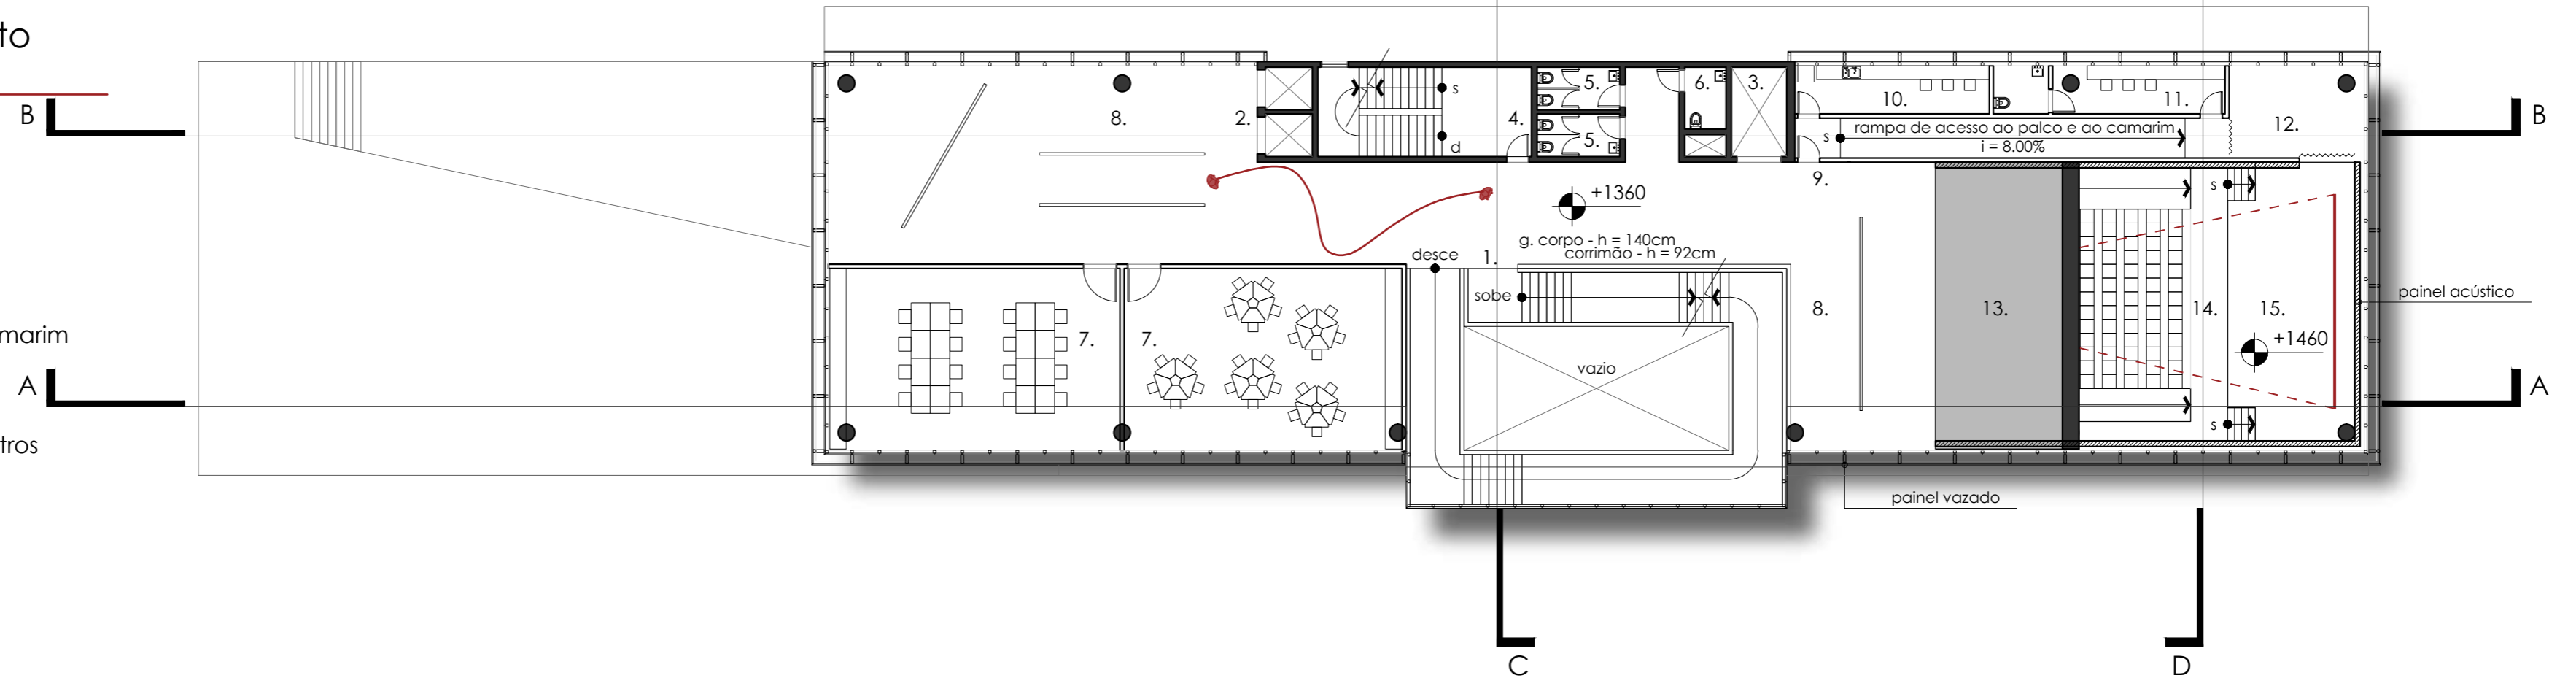 to
B
8.
2.
s
4.
d
5.
5.
6.
3.
10.
11.
12.
B
s
rampa de acesso ao palco e ao camarim
i = 8.00%
9.
+1360
g. corpo - h = 140cm
corrimão - h = 92cm
desce
1.
sobe
s
painel acústico
marim
7.
7.
vazio
8.
13.
14.
15.
+1460
A
A
tros
s
painel vazado
C
D